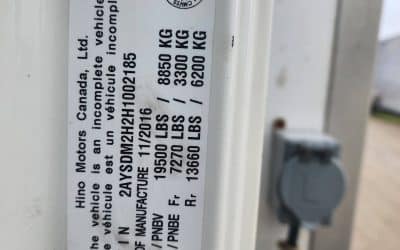 Hino Motors Canada, Ltd.
he vehicle is an incomplete vehicle
e véhicule est un véhicule incompl
I N 2AYSDM2H2H1002185
OF MANUFACTURE 11/2016
/ PNBV 19500 LBS / 8850 KG
/ PNBE Fr 7270 LBS / 3300 KG
Rr 13660 LBS / 6200 KG